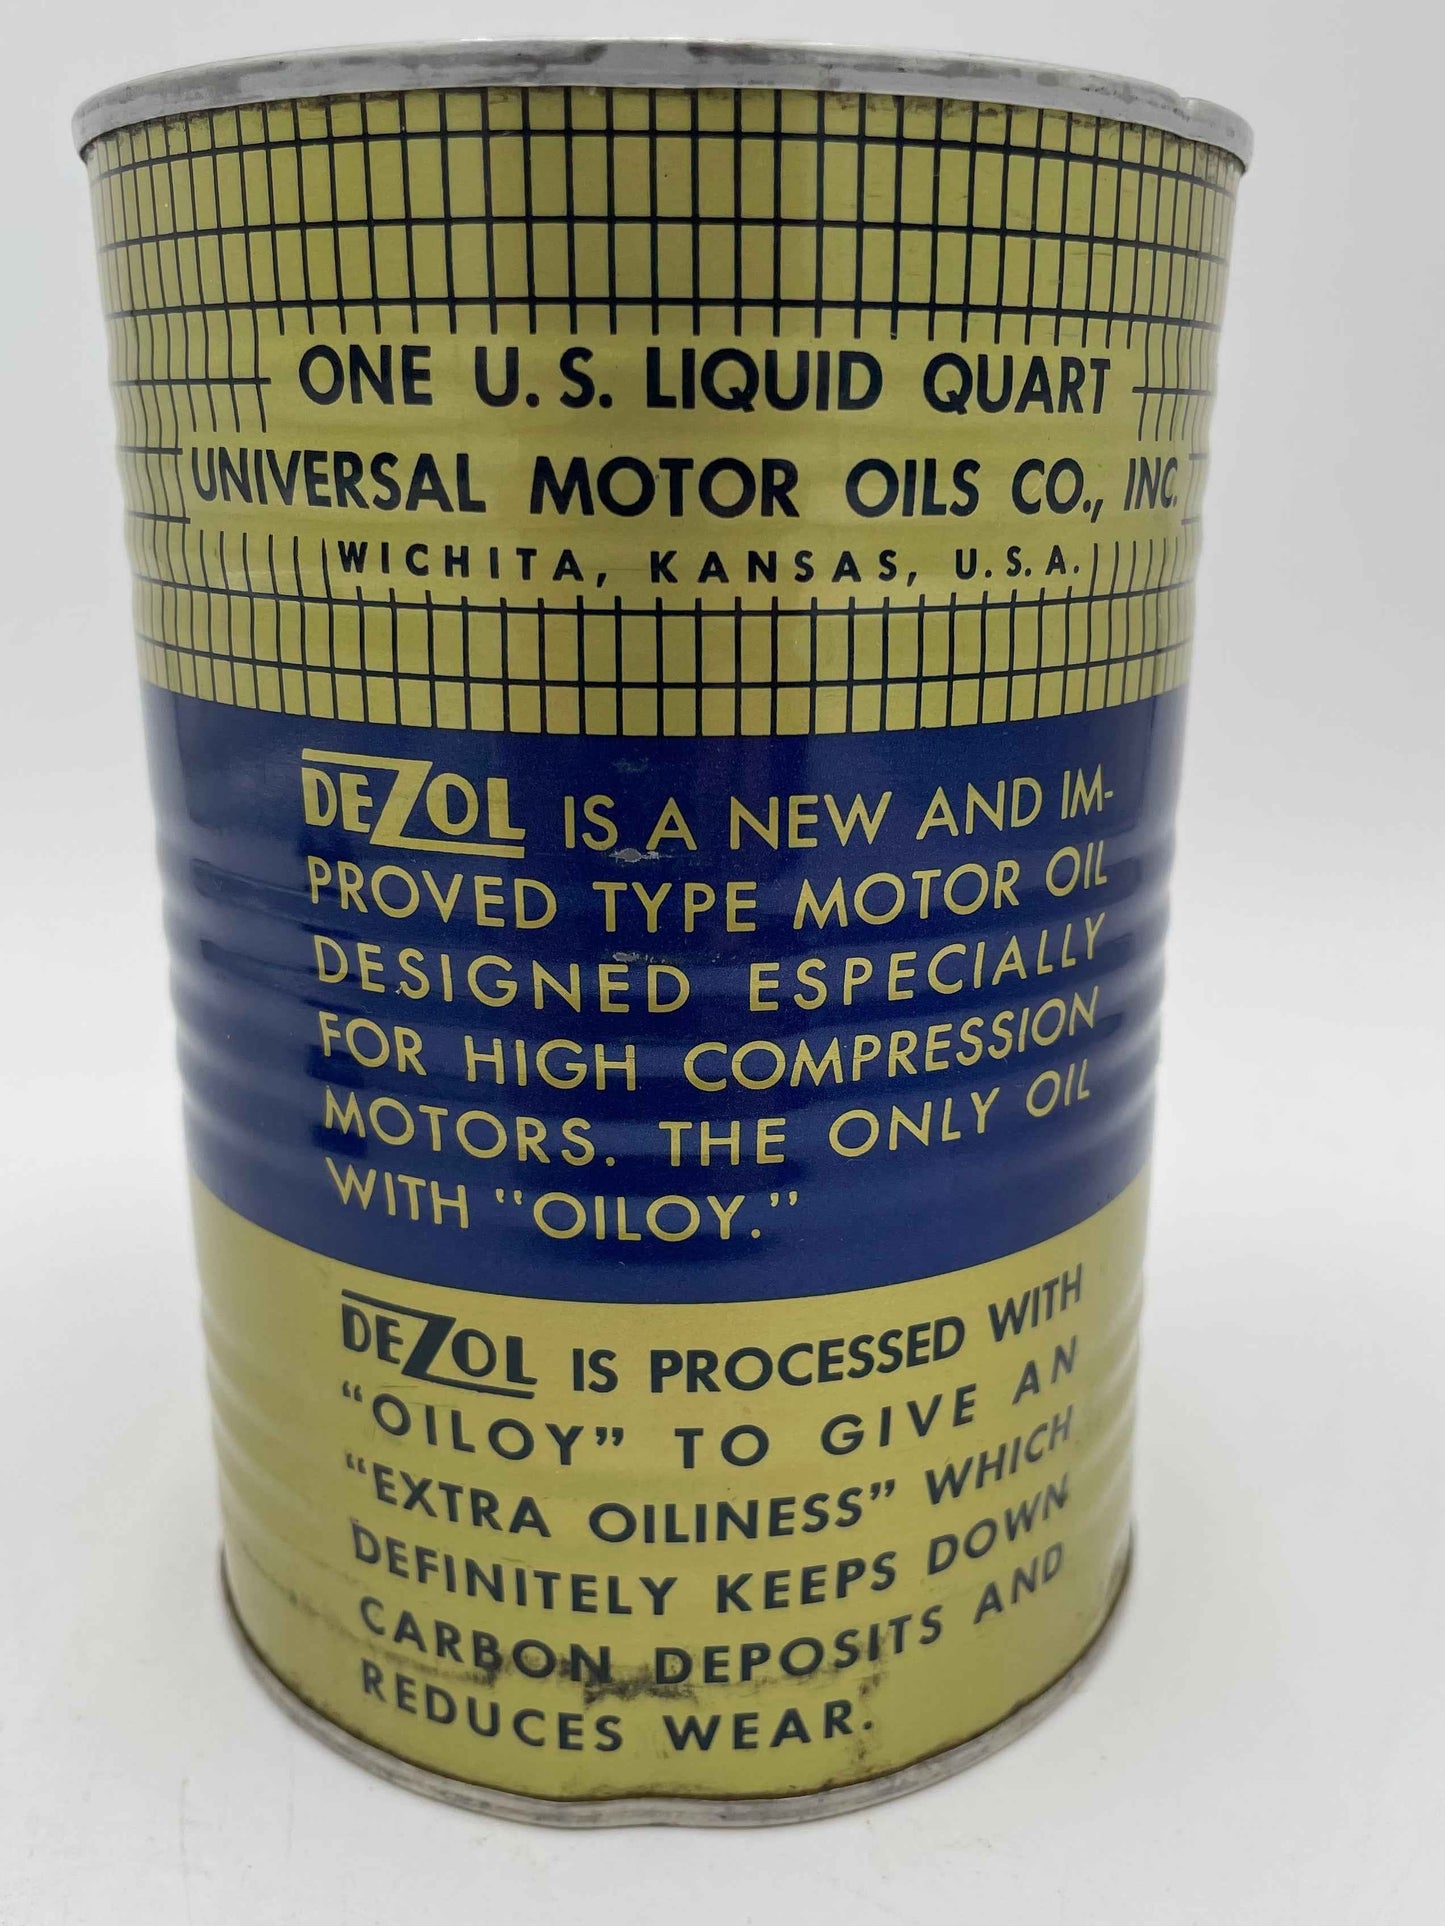 ONE U.S. LIQUID QUART
UNIVERSAL MOTOR OILS CO., INC.
WICHITA, KANSAS, U.S.A.
DEZOL IS A NEW AND IM-
PROVED TYPE MOTOR OIL
DESIGNED ESPECIALLY
FOR HIGH COMPRESSION
MOTORS. THE ONLY OIL
WITH "OILOY."
DEZOL IS PROCESSED WITH
"OILOY" TO GIVE AN
"EXTRA OILINESS" WHICH
DEFINITELY KEEPS DOWN
CARBON DEPOSITS AND
REDUCES WEAR.